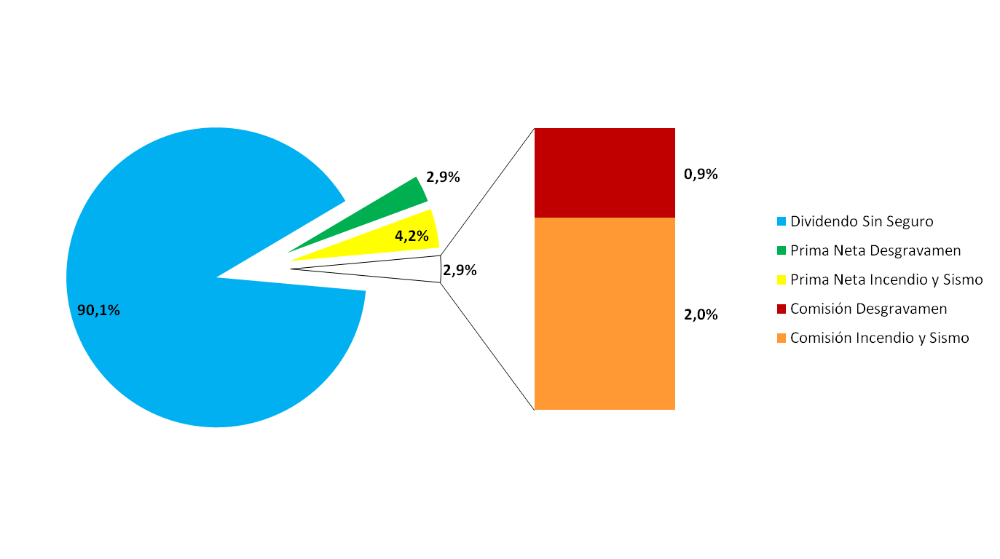 2,9%
4,2%
2,9%
90,1%
0,9%
2,0%
Dividendo Sin Seguro
Prima Neta Desgravamen
Prima Neta Incendio y Sismo
Comisión Desgravamen
Comisión Incendio y Sismo